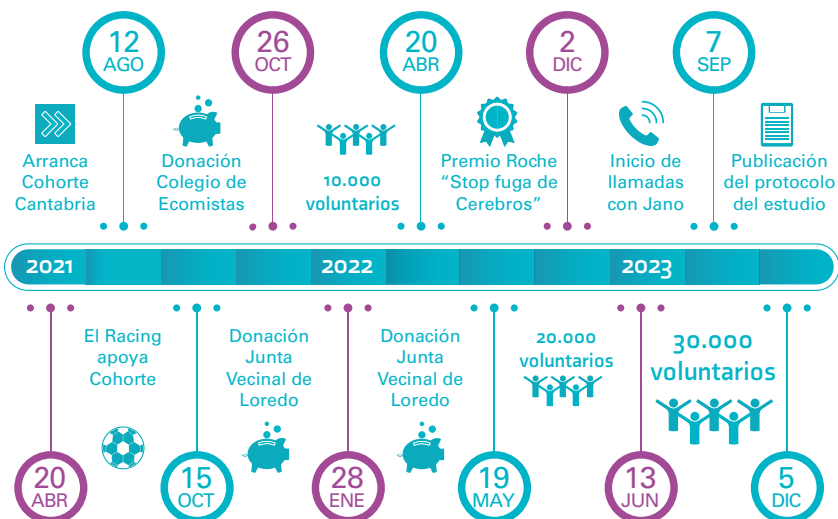 12
AGO
26
OCT
20
ABR
2
DIC
7
SEP
Arranca
Cohorte
Cantabria
Donación
Colegio de
Ecomistas
10.000
voluntarios
Premio Roche
“Stop fuga de
Cerebros”
Inicio de
llamadas
con Jano
Publicación
del protocolo
del estudio
2021
2022
2023
El Racing
apoya
Cohorte
Donación
Junta
Vecinal de
Loredo
Donación
Junta
Vecinal de
Loredo
20.000
voluntarios
30.000
voluntarios
20
ABR
15
OCT
28
ENE
19
MAY
13
JUN
5
DIC